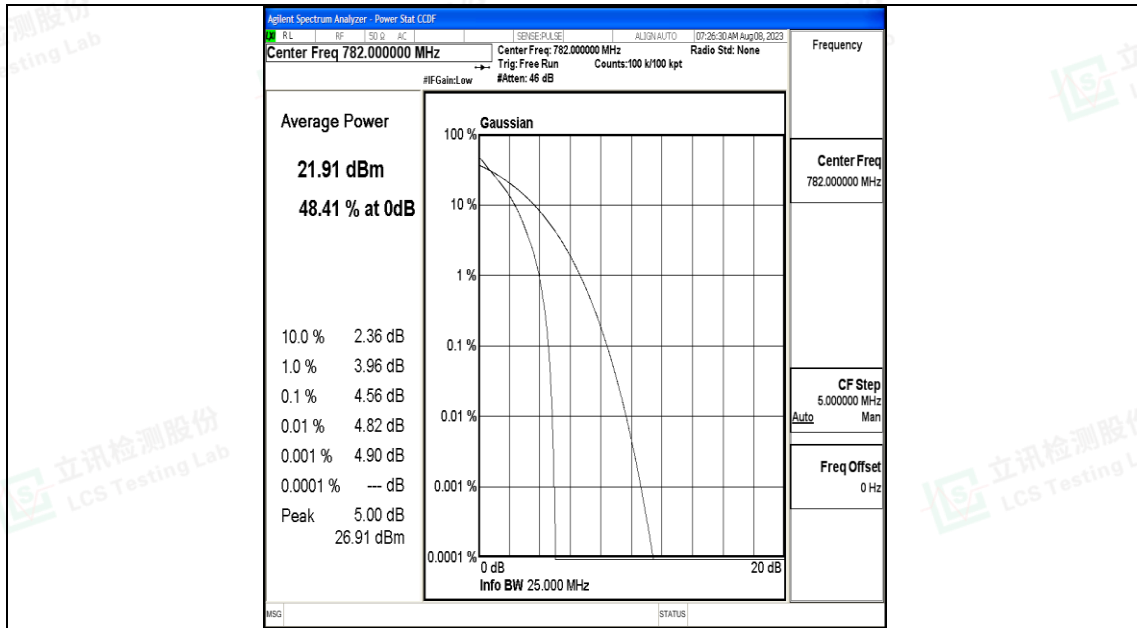 Agilent Spectrum Analyzer - Power Stat CCDF
RL RF 50 Ω AC SENSE:PULSE ALIGN AUTO 07:26:30 AM Aug 08, 2023
Center Freq 782.000000 MHz
Center Freq: 782.000000 MHz Radio Std: None
Trig: Free Run Counts:100 k/100 kpt
#IFGain:Low #Atten: 46 dB
Frequency
Average Power
21.91 dBm
48.41 % at 0dB
10.0 % 2.36 dB
1.0 % 3.96 dB
0.1 % 4.56 dB
0.01 % 4.82 dB
0.001 % 4.90 dB
0.0001 % --- dB
Peak 5.00 dB
26.91 dBm
Gaussian
100 %
10 %
1 %
0.1 %
0.01 %
0.001 %
0.0001 %
0 dB 20 dB
Info BW 25.000 MHz
Center Freq
782.000000 MHz
CF Step
5.000000 MHz
Auto Man
Freq Offset
0 Hz
MSG STATUS
立讯检测股份
LCS Testing Lab
立讯检测股份
LCS Testing L
检测股份
esting Lab